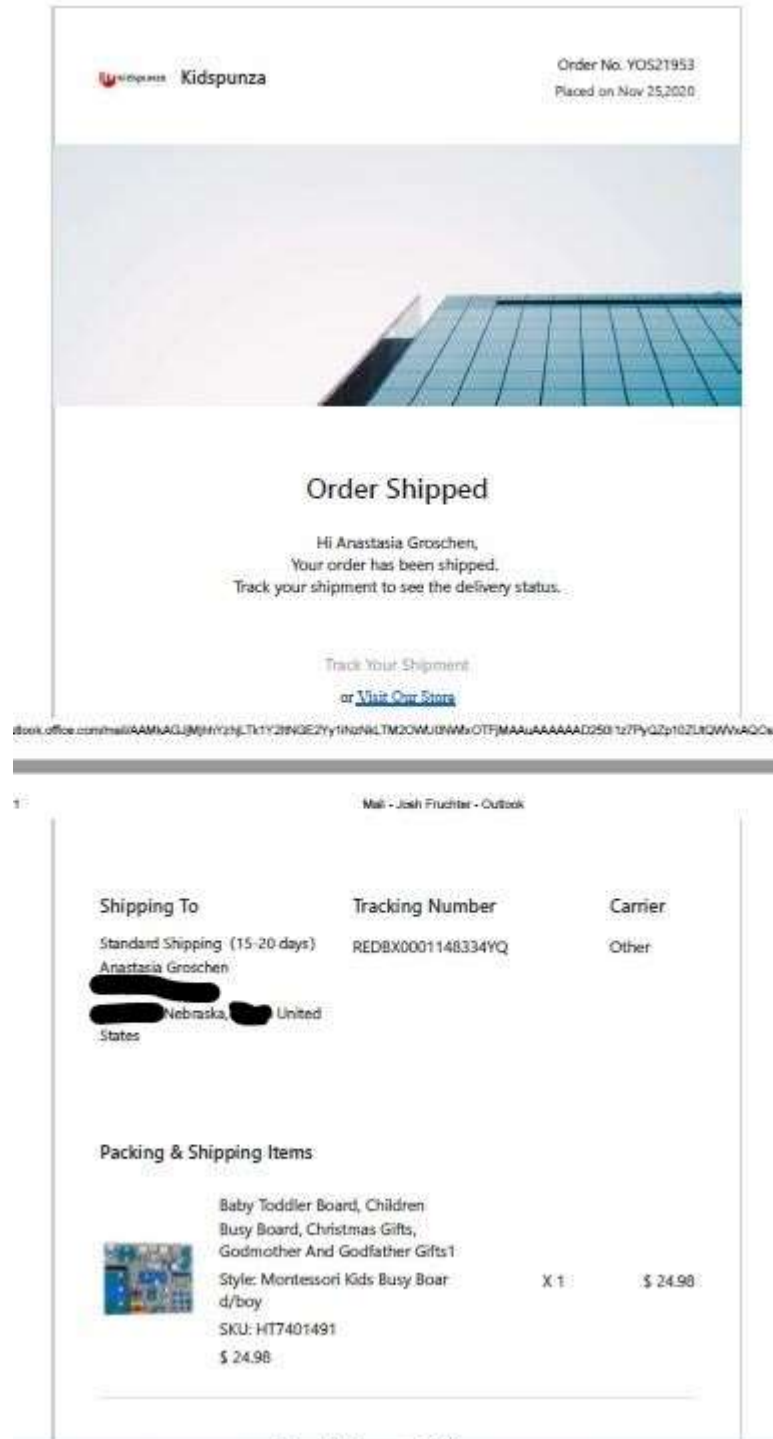 kidspunza Kidspunza
Order No. YOS21953
Placed on Nov 25,2020
Order Shipped
Hi Anastasia Groschen,
Your order has been shipped.
Track your shipment to see the delivery status.
Track Your Shipment
or Visit Our Store
1
Mail - Josh Fruchter - Outlook
Shipping To
Tracking Number
Carrier
Standard Shipping (15-20 days)
REDBX0001148334YQ
Other
Anastasia Groschen
Nebraska, United
States
Packing & Shipping Items
Baby Toddler Board, Children
Busy Board, Christmas Gifts,
Godmother And Godfather Gifts1
Style: Montessori Kids Busy Boar
d/boy
X 1
$ 24.98
SKU: HT7401491
$ 24.98